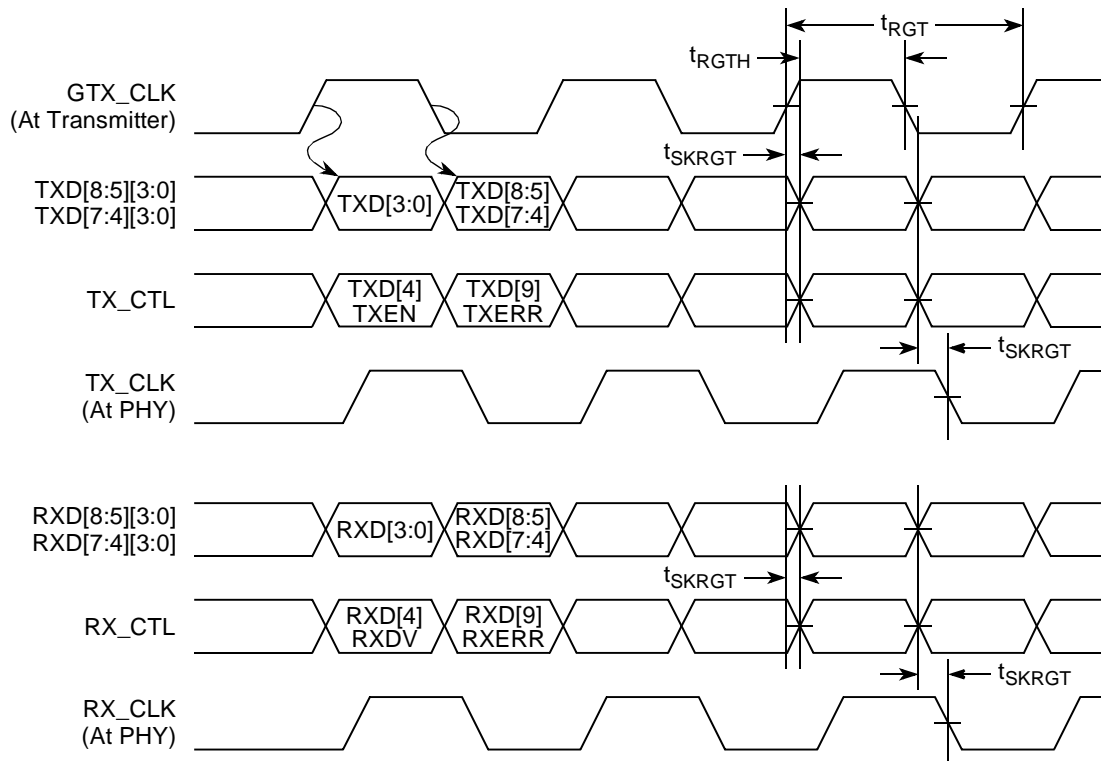 tRGT
tRGTH
GTX_CLK
(At Transmitter)
tSKRGT
TXD[8:5][3:0]
TXD[7:4][3:0]
TXD[3:0]
TXD[8:5]
TXD[7:4]
TX_CTL
TXD[4]
TXEN
TXD[9]
TXERR
tSKRGT
TX_CLK
(At PHY)
RXD[8:5][3:0]
RXD[7:4][3:0]
RXD[3:0]
RXD[8:5]
RXD[7:4]
tSKRGT
RX_CTL
RXD[4]
RXDV
RXD[9]
RXERR
tSKRGT
RX_CLK
(At PHY)